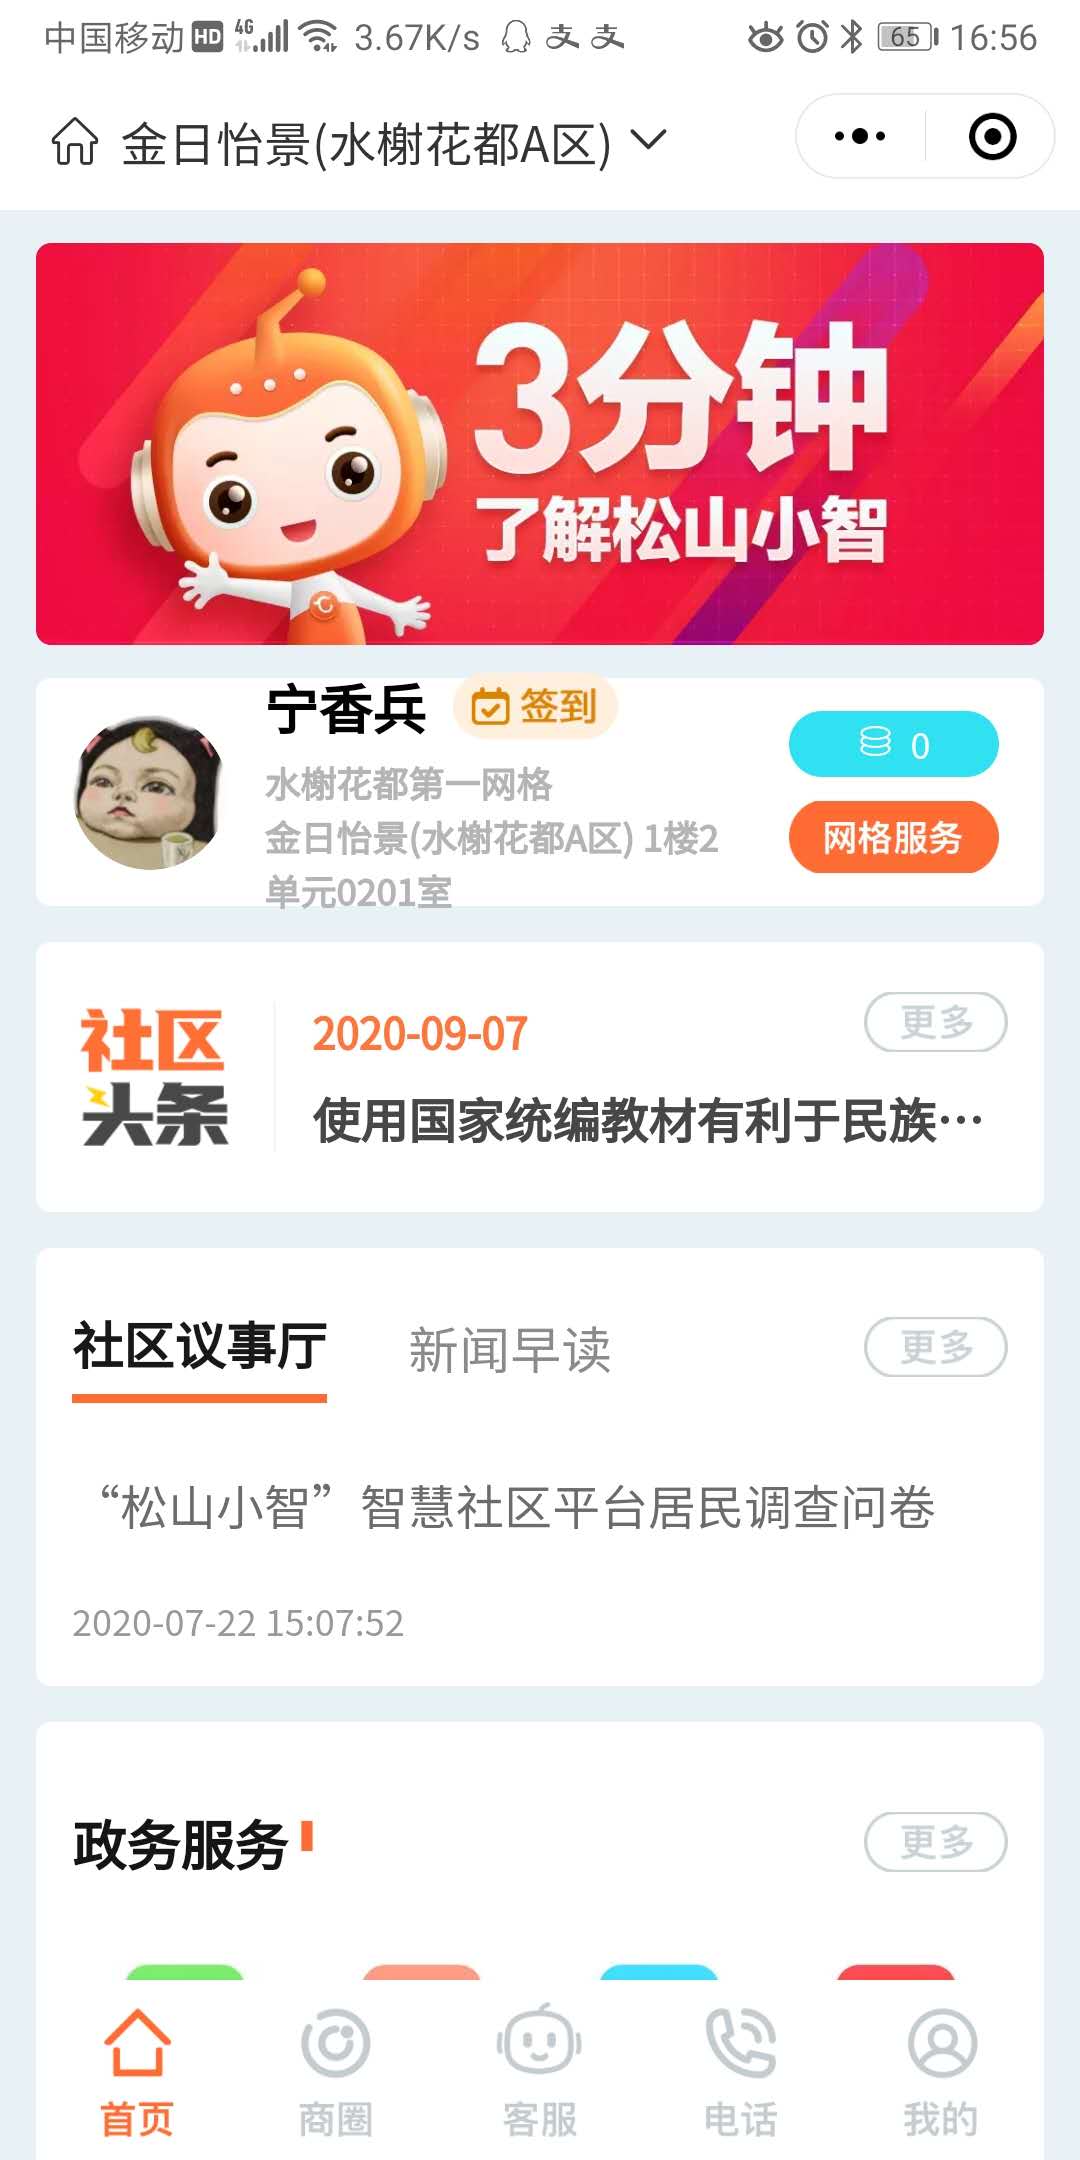 中国移动 HD 4G 3.67K/s 支 支 65 16:56
金日怡景(水榭花都A区)
3分钟
了解松山小智
宁香兵 签到
水榭花都第一网格
金日怡景(水榭花都A区) 1楼2
单元0201室
0
网格服务
社区
头条
2020-09-07
更多
使用国家统编教材有利于民族…
社区议事厅 新闻早读 更多
“松山小智”智慧社区平台居民调查问卷
2020-07-22 15:07:52
政务服务 更多
首页 商圈 客服 电话 我的